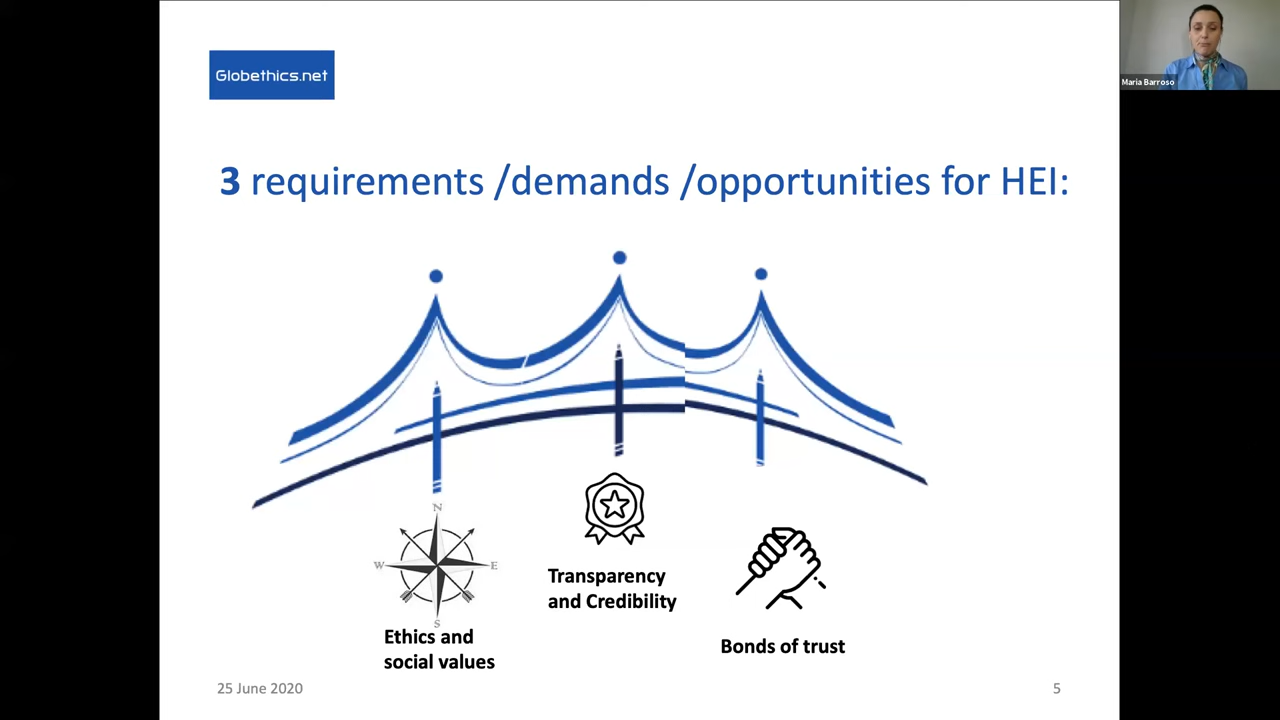 Globethics.net
Maria Barroso
3 requirements /demands /opportunities for HEI:
N
W
E
S
Ethics and
social values
Transparency
and Credibility
Bonds of trust
25 June 2020
5